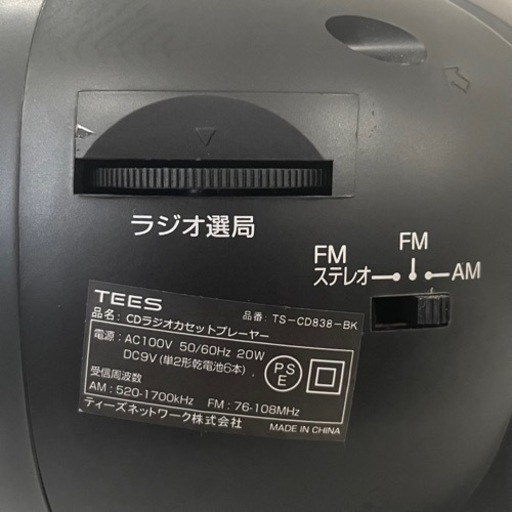 ラジオ選局
FM
FM
ステレオ
AM
TEES
品名：CDラジオカセットプレーヤー
品番：TS-CD838-BK
電源：AC100V 50/60Hz 20W
DC9V（単2形乾電池6本）
PSE
受信周波数
AM：520-1700kHz FM：76-108MHz
ティーズネットワーク株式会社
MADE IN CHINA